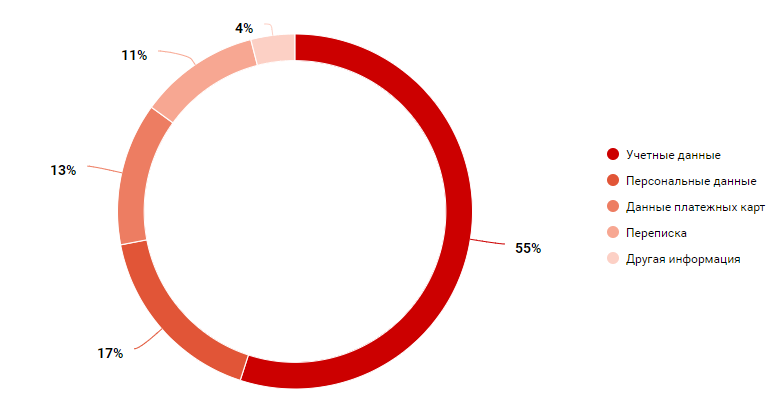 4%
11%
13%
17%
55%
Учетные данные
Персональные данные
Данные платежных карт
Переписка
Другая информация